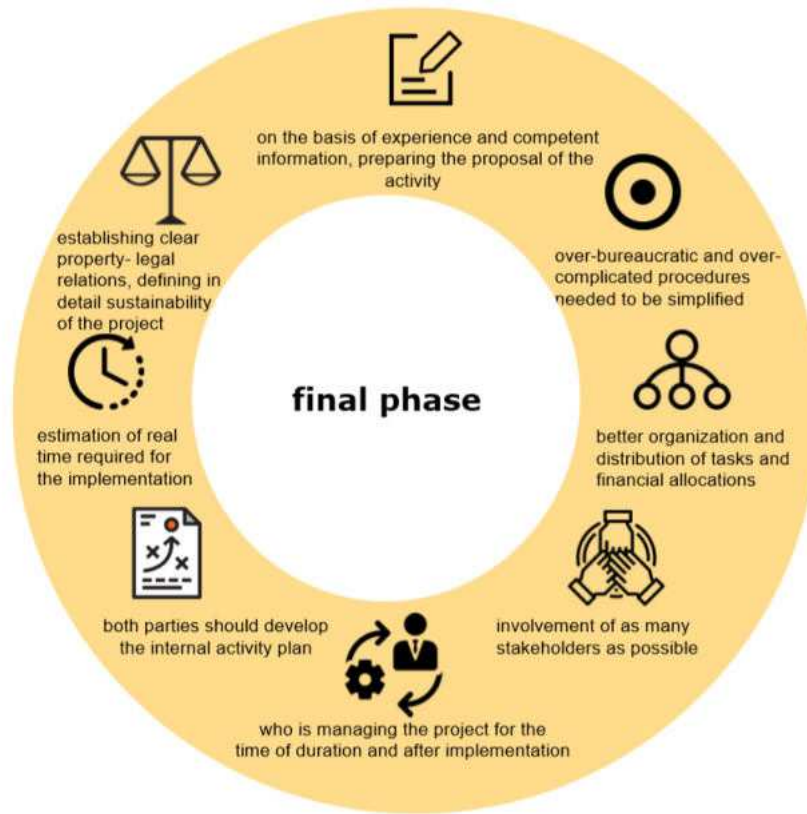 on the basis of experience and competent
information, preparing the proposal of the
activity
over-bureaucratic and over-
complicated procedures
needed to be simplified
better organization and
distribution of tasks and
financial allocations
involvement of as many
stakeholders as possible
who is managing the project for the
time of duration and after implementation
both parties should develop
the internal activity plan
estimation of real
time required for
the implementation
establishing clear
property- legal
relations, defining in
detail sustainability
of the project
final phase